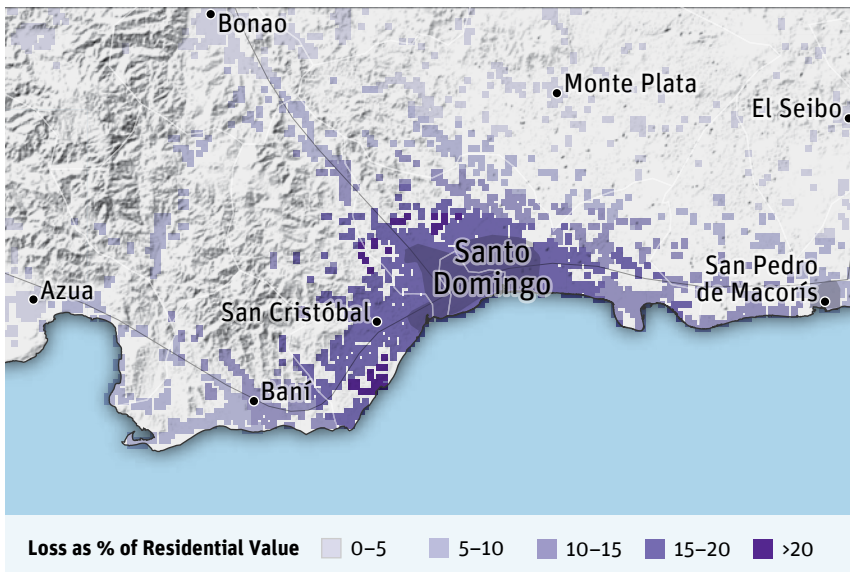 Bonao
Monte Plata
El Seibo
Santo
Domingo
San Pedro
de Macorís
Azua
San Cristóbal
Baní
Loss as % of Residential Value 0–5 5–10 10–15 15–20 >20